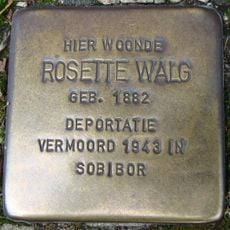 HIER WOONDE
ROSETTE WALG
GEB. 1882
DEPORTATIE
VERMOORD 1943 IN
SOBIBOR